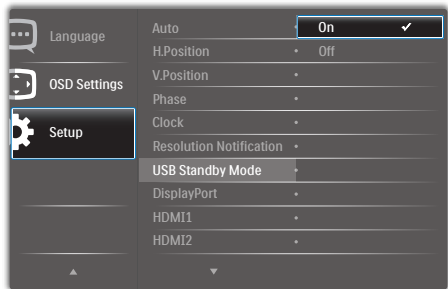 Language
OSD Settings
Setup
Auto
H.Position
V.Position
Phase
Clock
Resolution Notification
USB Standby Mode
DisplayPort
HDMI1
HDMI2
On
Off